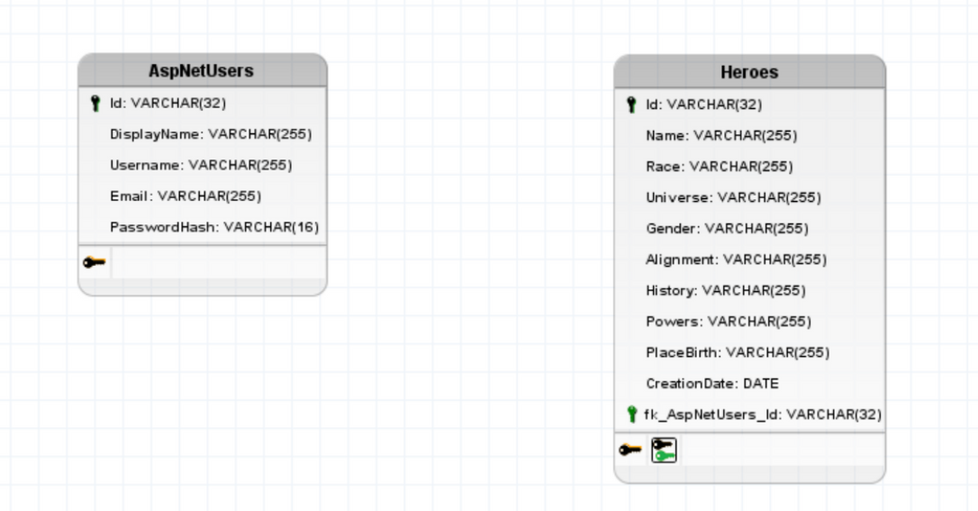 AspNetUsers
Id: VARCHAR(32)
DisplayName: VARCHAR(255)
Username: VARCHAR(255)
Email: VARCHAR(255)
PasswordHash: VARCHAR(16)
Heroes
Id: VARCHAR(32)
Name: VARCHAR(255)
Race: VARCHAR(255)
Universe: VARCHAR(255)
Gender: VARCHAR(255)
Alignment: VARCHAR(255)
History: VARCHAR(255)
Powers: VARCHAR(255)
PlaceBirth: VARCHAR(255)
CreationDate: DATE
fk_AspNetUsers_Id: VARCHAR(32)